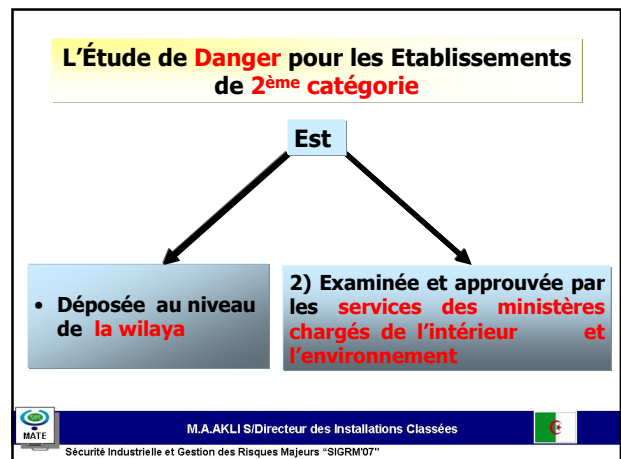 L'Étude de Danger pour les Etablissements
de 2ème catégorie
Est
• Déposée au niveau
de la wilaya
2) Examinée et approuvée par
les services des ministères
chargés de l'intérieur et
l'environnement
MATE
M.A.AKLI S/Directeur des Installations Classées
Sécurité Industrielle et Gestion des Risques Majeurs "SIGRM'07"